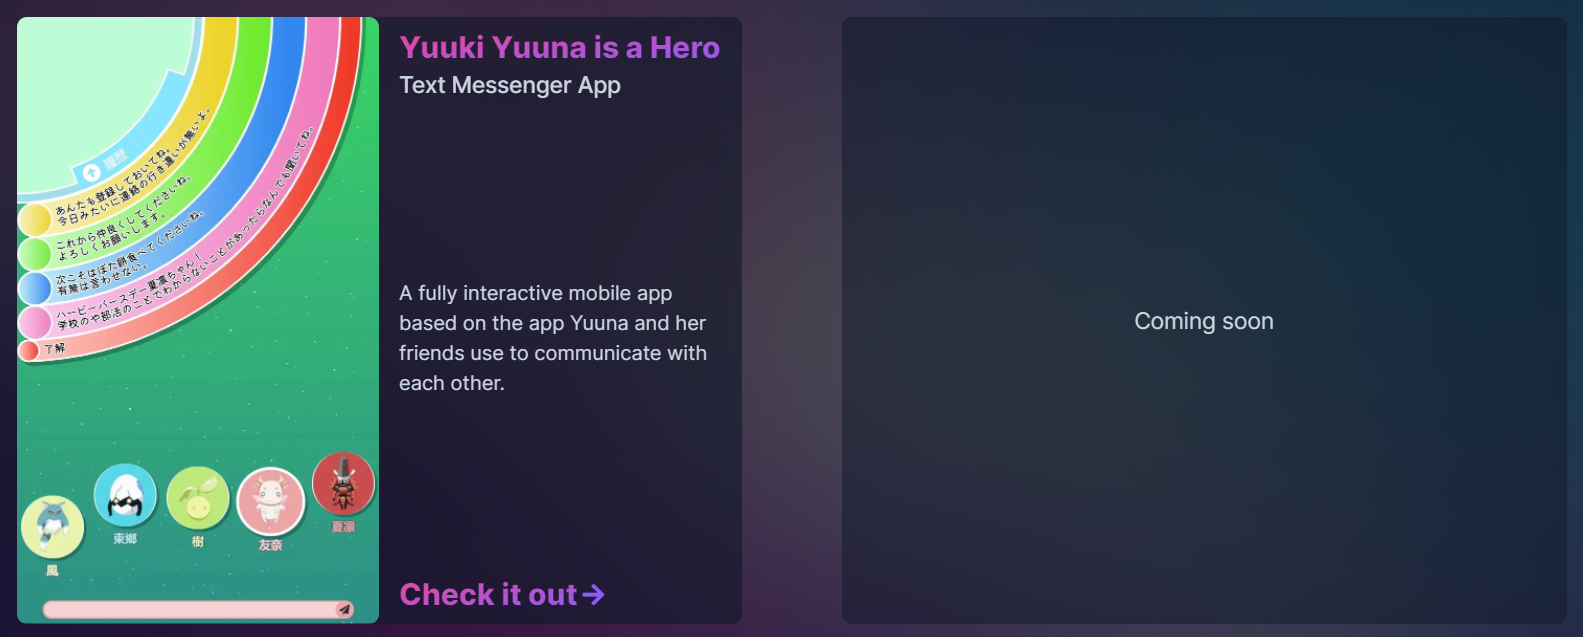 Yuuki Yuuna is a Hero
Text Messenger App
履歴
あんたも登録しておいてね。
今日みたいに連絡の行き違いが無いよ。
これから仲良くしてくださいね。
よろしくお願いします。
次こそはぼた餅食べてくださいね。
有無は言わせない。
ハーピーバースデー夏凜ちゃん！
学校のや部活のことでわからないことがあったらなんでも聞いてね。
了解
A fully interactive mobile app
based on the app Yuuna and her
friends use to communicate with
each other.
風
東郷
樹
友奈
夏凜
Check it out
Coming soon